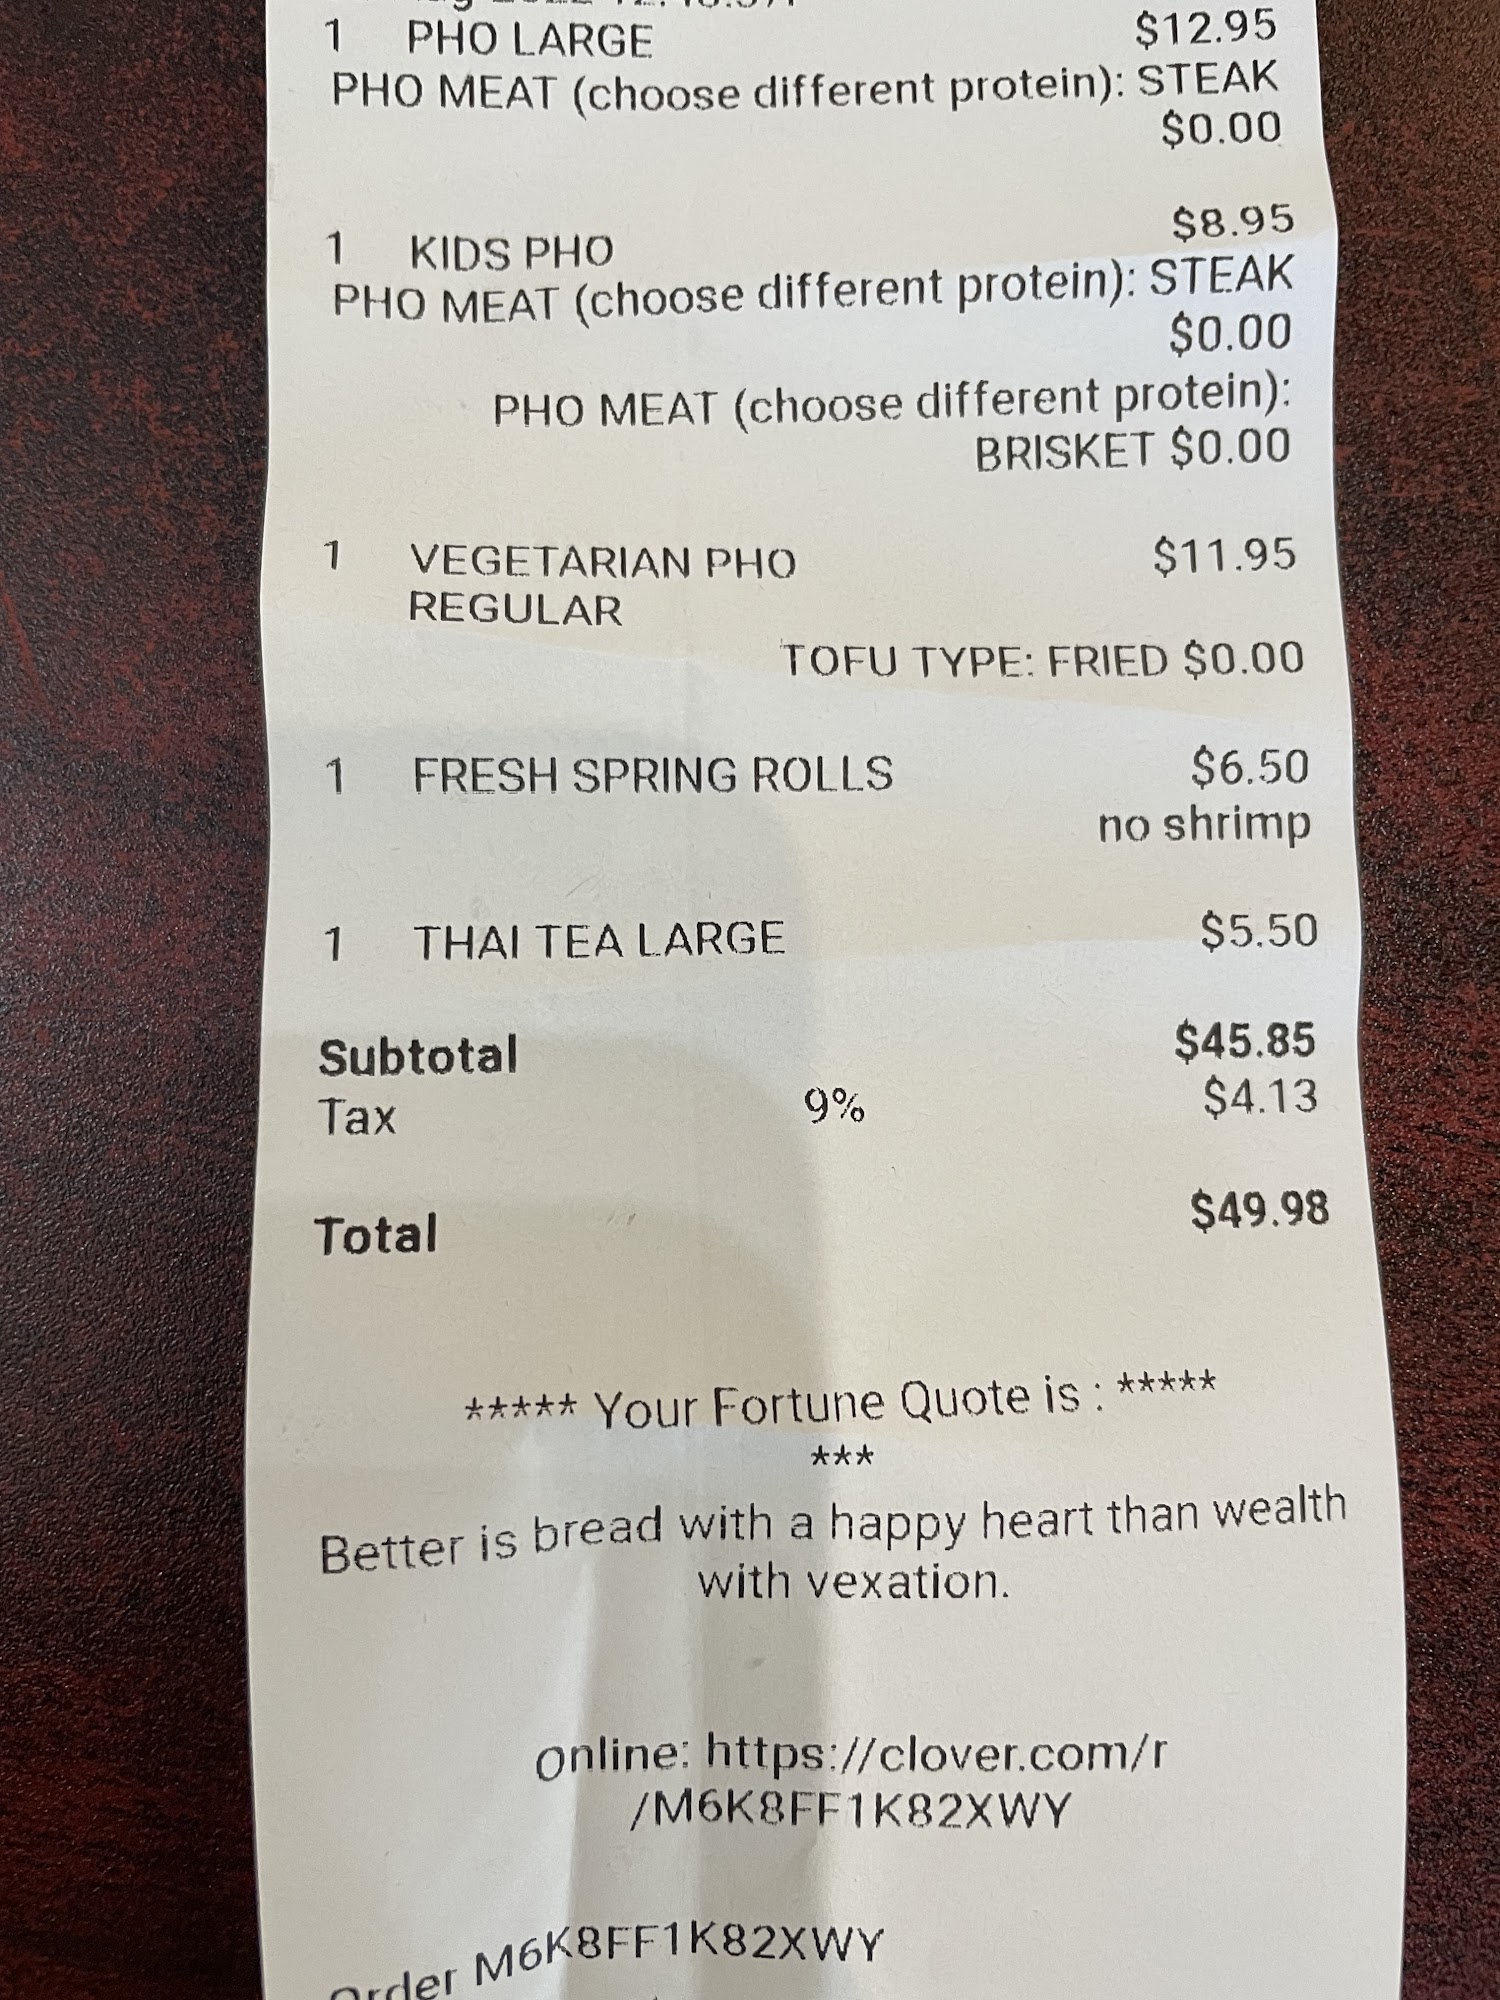 1 PHO LARGE $12.95
PHO MEAT (choose different protein): STEAK
$0.00
1 KIDS PHO $8.95
PHO MEAT (choose different protein): STEAK
$0.00
PHO MEAT (choose different protein):
BRISKET $0.00
1 VEGETARIAN PHO $11.95
REGULAR
TOFU TYPE: FRIED $0.00
1 FRESH SPRING ROLLS $6.50
no shrimp
1 THAI TEA LARGE $5.50
Subtotal $45.85
Tax 9% $4.13
Total $49.98
***** Your Fortune Quote is : *****
***
Better is bread with a happy heart than wealth
with vexation.
Online: https://clover.com/r
/M6K8FF1K82XWY
Order M6K8FF1K82XWY